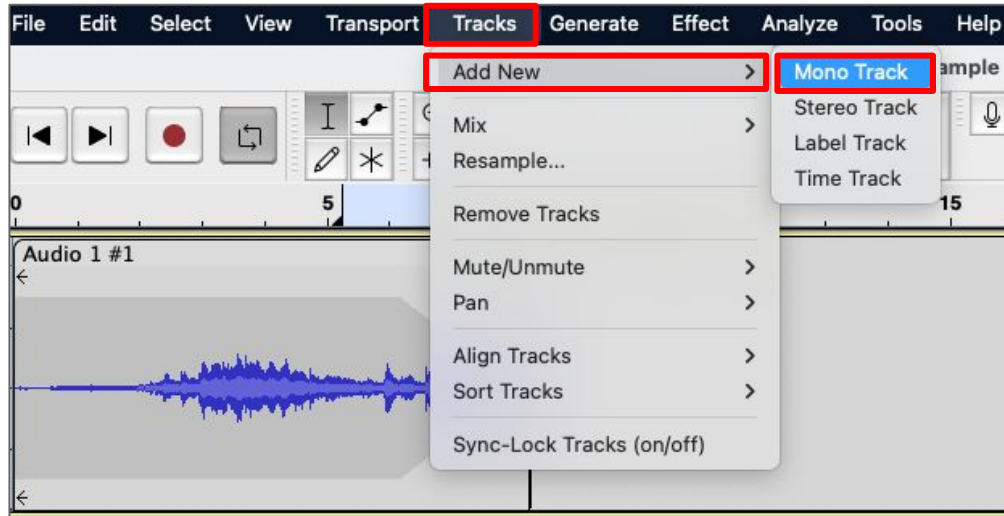 File Edit Select View Transport Tracks Generate Effect Analyze Tools Help
Add New
Mono Track
ample
Stereo Track
Mix
Label Track
Resample...
Time Track
0 5 15
Remove Tracks
Audio 1 #1
Mute/Unmute
Pan
Align Tracks
Sort Tracks
Sync-Lock Tracks (on/off)